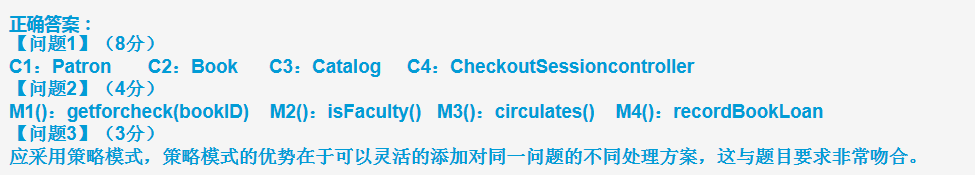 正确答案：
【问题1】（8分）
C1：Patron C2：Book C3：Catalog C4：CheckoutSessioncontroller
【问题2】（4分）
M1()：getforcheck(bookID) M2()：isFaculty() M3()：circulates() M4()：recordBookLoan
【问题3】（3分）
应采用策略模式，策略模式的优势在于可以灵活的添加对同一问题的不同处理方案，这与题目要求非常吻合。